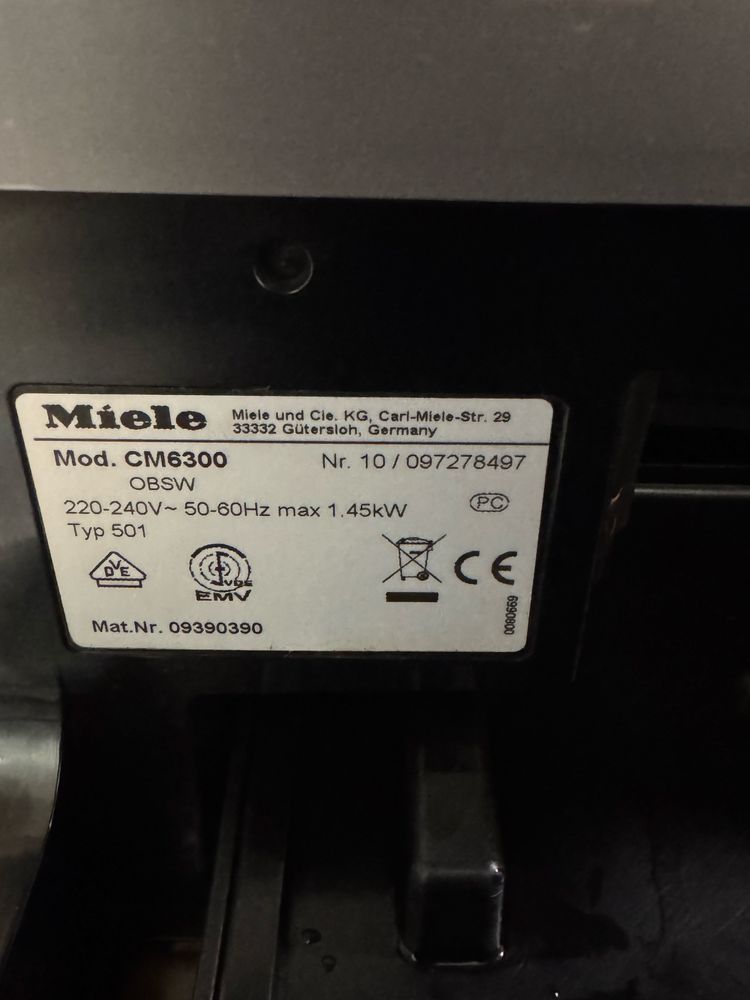 Miele
Miele und Cie. KG, Carl-Miele-Str. 29
33332 Gütersloh, Germany
Mod. CM6300 Nr. 10 / 097278497
OBSW
220-240V~ 50-60Hz max 1.45kW
PC
Typ 501
DVE
VDE
EMV
CE
Mat.Nr. 09390390
0080669